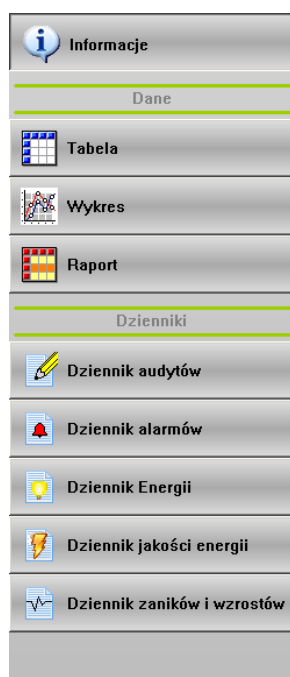 Informacje
Dane
Tabela
Wykres
Raport
Dzienniki
Dziennik audytów
Dziennik alarmów
Dziennik Energii
Dziennik jakości energii
Dziennik zaników i wzrostów